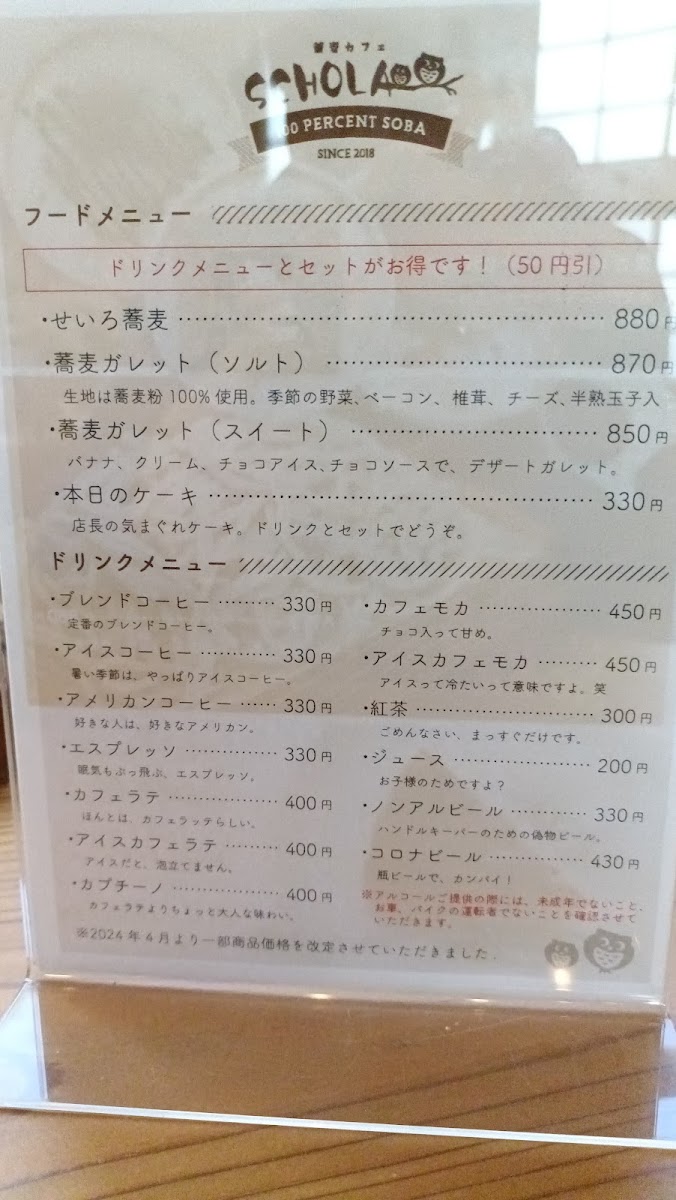 蕎麦カフェ
SCHOLA
100 PERCENT SOBA
SINCE 2018
フードメニュー
ドリンクメニューとセットがお得です！（50円引）
・せいろ蕎麦 ‥‥‥ 880円
・蕎麦ガレット（ソルト） ‥‥‥ 870円
生地は蕎麦粉100%使用。季節の野菜、ベーコン、椎茸、チーズ、半熟玉子入
・蕎麦ガレット（スイート） ‥‥‥ 850円
バナナ、クリーム、チョコアイス、チョコソースで、デザートガレット。
・本日のケーキ ‥‥‥ 330円
店長の気まぐれケーキ。ドリンクとセットでどうぞ。
ドリンクメニュー
・ブレンドコーヒー ‥‥‥ 330円
定番のブレンドコーヒー。
・アイスコーヒー ‥‥‥ 330円
暑い季節は、やっぱりアイスコーヒー。
・アメリカンコーヒー ‥‥‥ 330円
好きな人は、好きなアメリカン。
・エスプレッソ ‥‥‥ 330円
眠気もぶっ飛ぶ、エスプレッソ。
・カフェラテ ‥‥‥ 400円
ほんとは、カフェラッテらしい。
・アイスカフェラテ ‥‥‥ 400円
アイスだと、泡立てません。
・カプチーノ ‥‥‥ 400円
カフェラテよりちょっと大人な味わい。
・カフェモカ ‥‥‥ 450円
チョコ入って甘め。
・アイスカフェモカ ‥‥‥ 450円
アイスって冷たいって意味ですよ。笑
・紅茶 ‥‥‥ 300円
ごめんなさい、まっすぐだけです。
・ジュース ‥‥‥ 200円
お子様のためですよ？
・ノンアルビール ‥‥‥ 330円
ハンドルキーパーのための偽物ビール。
・コロナビール ‥‥‥ 430円
瓶ビールで、カンパイ！
※アルコールご提供の際には、未成年でないこと、
お車、バイクの運転者でないことを確認させて
いただきます。
※2024年4月より一部商品価格を改定させていただきました.